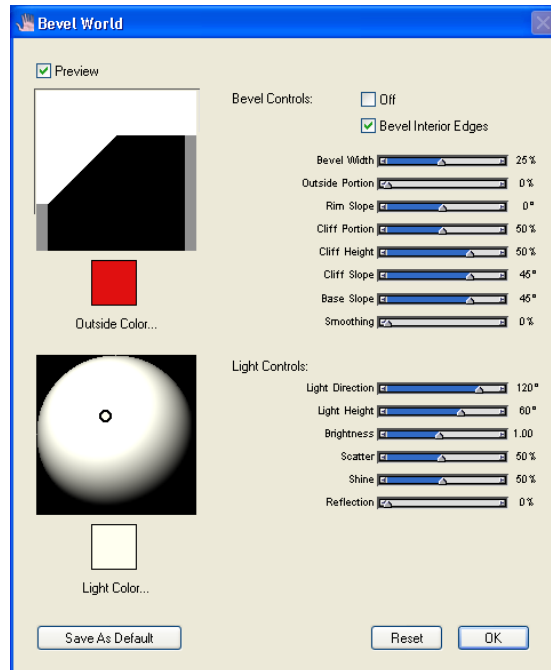 Bevel World
Preview
Bevel Controls:
Off
Bevel Interior Edges
Bevel Width 25%
Outside Portion 0%
Rim Slope 0°
Cliff Portion 50%
Cliff Height 50%
Cliff Slope 45°
Base Slope 45°
Smoothing 0%
Outside Color...
Light Controls:
Light Direction 120°
Light Height 60°
Brightness 1.00
Scatter 50%
Shine 50%
Reflection 0%
Light Color...
Save As Default
Reset
OK